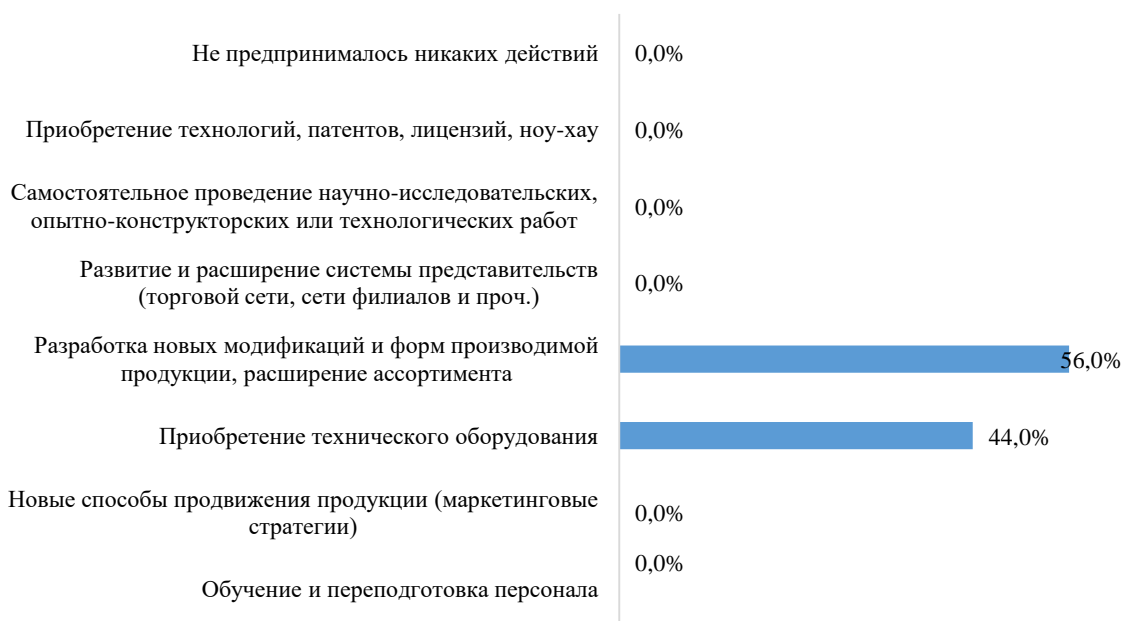 Не предпринималось никаких действий 0,0%
Приобретение технологий, патентов, лицензий, ноу-хау 0,0%
Самостоятельное проведение научно-исследовательских,
опытно-конструкторских или технологических работ
0,0%
Развитие и расширение системы представительств
(торговой сети, сети филиалов и проч.)
0,0%
Разработка новых модификаций и форм производимой
продукции, расширение ассортимента
56,0%
Приобретение технического оборудования 44,0%
Новые способы продвижения продукции (маркетинговые
стратегии)
0,0%
0,0%
Обучение и переподготовка персонала